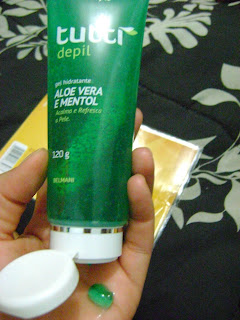 tutti
depil
gel hidratante
ALOE VERA
E MENTOL
Acalma e Refresca
a Pele.
120 g
BELMANI